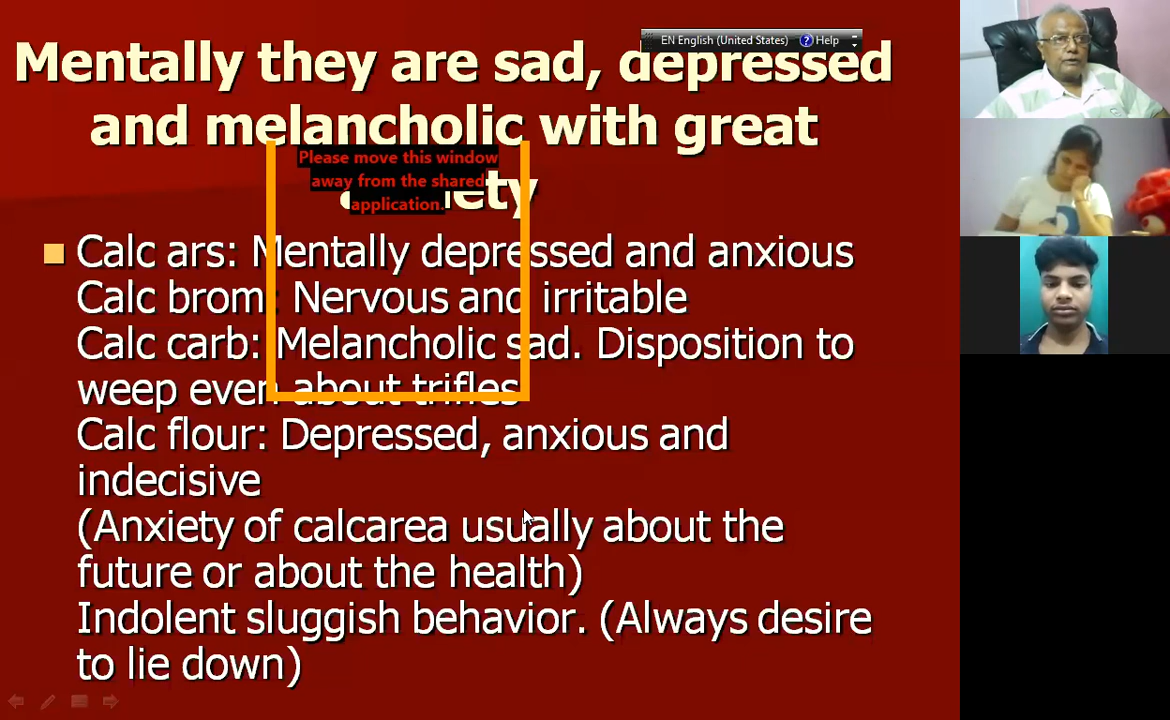 EN English (United States) Help
Mentally they are sad, depressed
and melancholic with great
Please move this window
away from the shared
application.
Calc ars: Mentally depressed and anxious
Calc brom: Nervous and irritable
Calc carb: Melancholic sad. Disposition to
weep even about trifles
Calc flour: Depressed, anxious and
indecisive
(Anxiety of calcarea usually about the
future or about the health)
Indolent sluggish behavior. (Always desire
to lie down)